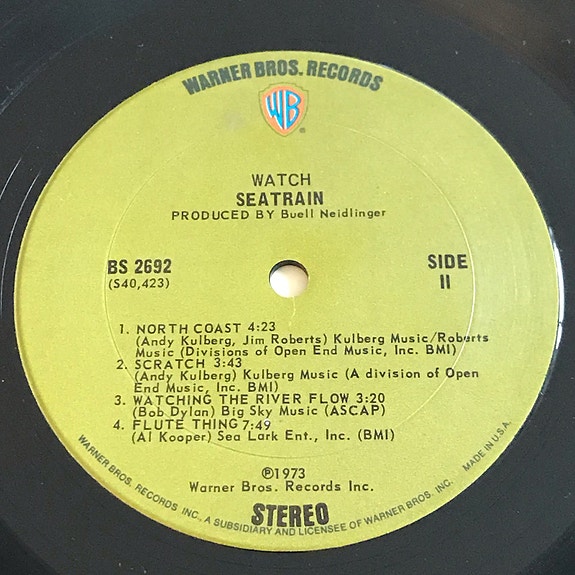 WARNER BROS. RECORDS
WB
®
WATCH
SEATRAIN
PRODUCED BY Buell Neidlinger
BS 2692
(S40,423)
SIDE
II
1. NORTH COAST 4:23
(Andy Kulberg, Jim Roberts) Kulberg Music/Roberts
Music (Divisions of Open End Music, Inc. BMI)
2. SCRATCH 3:43
(Andy Kulberg) Kulberg Music (A division of Open
End Music, Inc. BMI)
3. WATCHING THE RIVER FLOW 3:20
(Bob Dylan) Big Sky Music (ASCAP)
4. FLUTE THING 7:49
(Al Kooper) Sea Lark Ent., Inc. (BMI)
℗1973
Warner Bros. Records Inc.
STEREO
WARNER BROS. RECORDS INC., A SUBSIDIARY AND LICENSEE OF WARNER BROS. INC. MADE IN U.S.A.